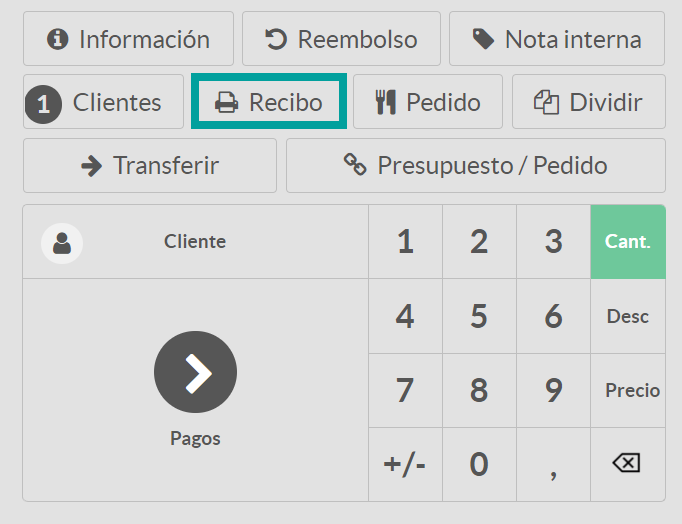 Información Reembolso Nota interna
1 Clientes Recibo Pedido Dividir
Transferir Presupuesto / Pedido
Cliente 1 2 3 Cant.
4 5 6 Desc
7 8 9 Precio
Pagos
+/- 0 ,